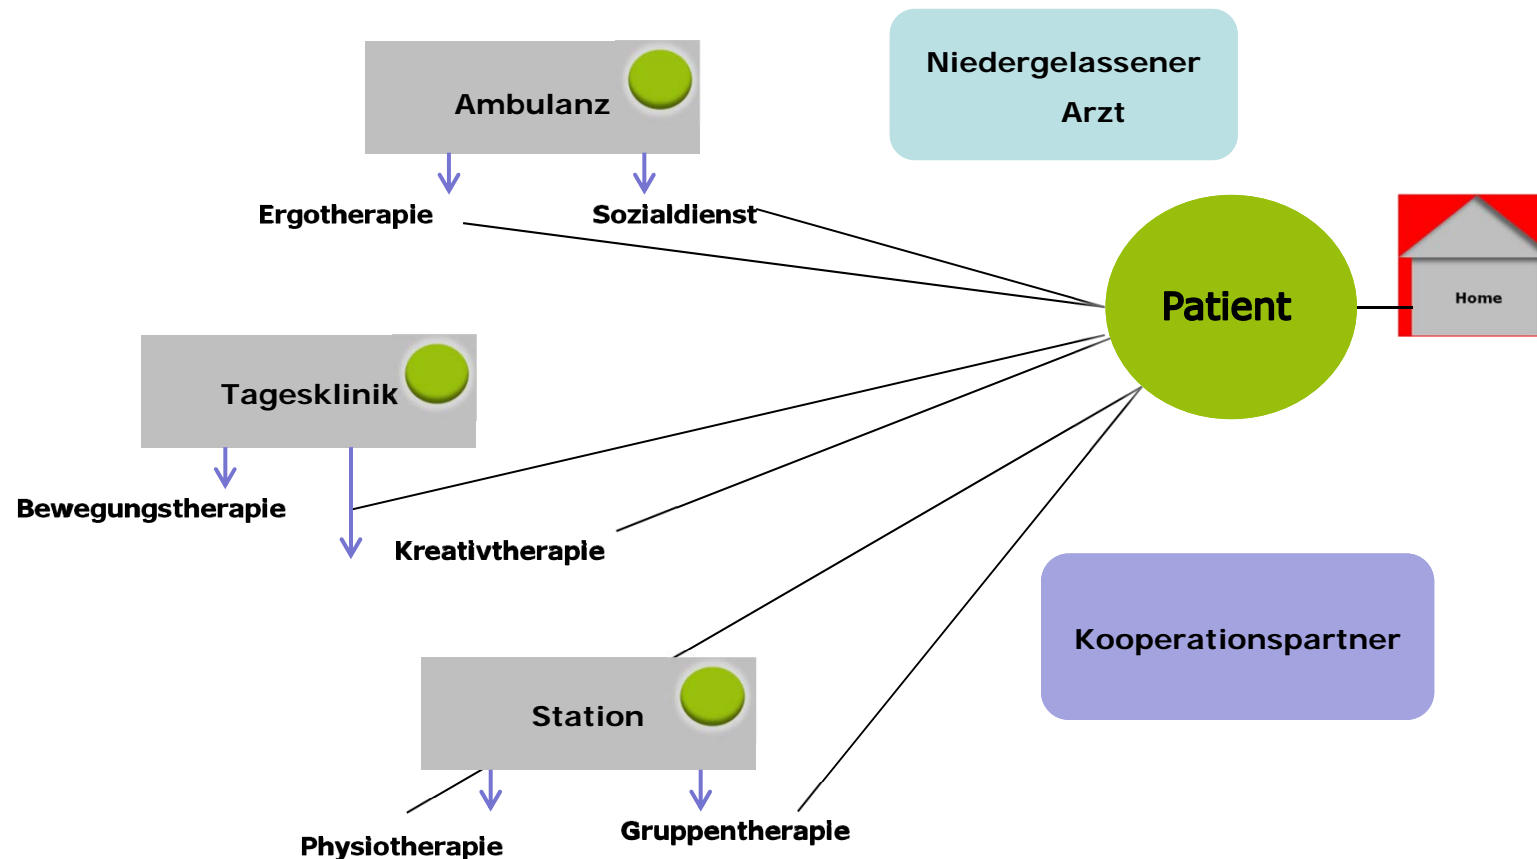 Niedergelassener
Arzt
Ambulanz
Ergotherapie
Sozialdienst
Patient
Home
Tagesklinik
Bewegungstherapie
Kreativtherapie
Kooperationspartner
Station
Gruppentherapie
Physiotherapie